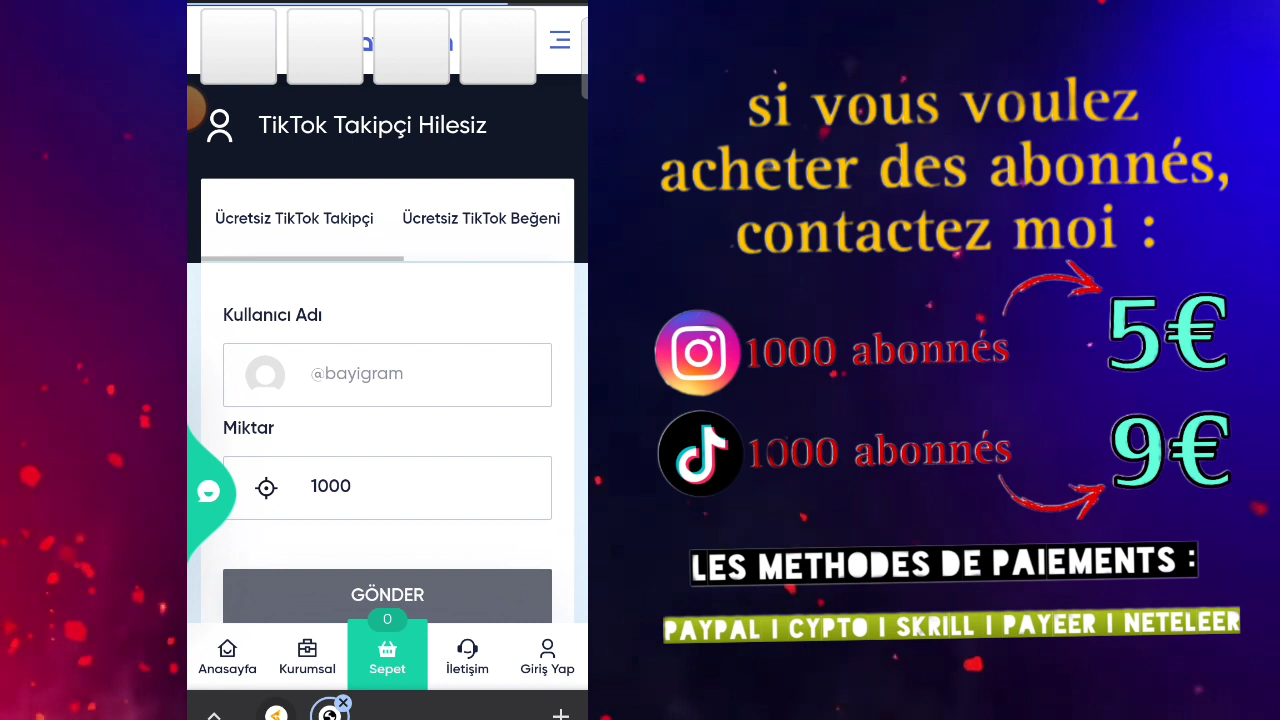 TikTok Takipçi Hilesiz
Ücretsiz TikTok Takipçi
Ücretsiz TikTok Beğeni
Kullanıcı Adı
@bayigram
Miktar
1000
GÖNDER
0
Anasayfa
Kurumsal
Sepet
İletişim
Giriş Yap
si vous voulez
acheter des abonnés,
contactez moi :
1000 abonnés
5€
1000 abonnés
9€
LES METHODES DE PAIEMENTS :
PAYPAL | CYPTO | SKRILL | PAYEER | NETELEER